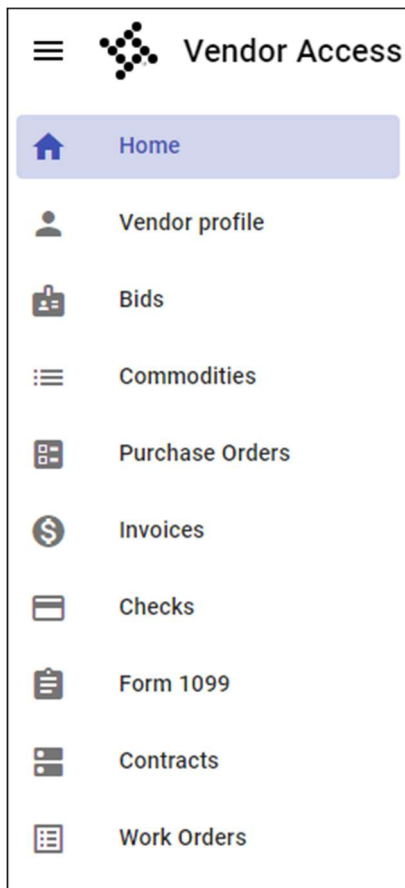 Vendor Access
Home
Vendor profile
Bids
Commodities
Purchase Orders
Invoices
Checks
Form 1099
Contracts
Work Orders